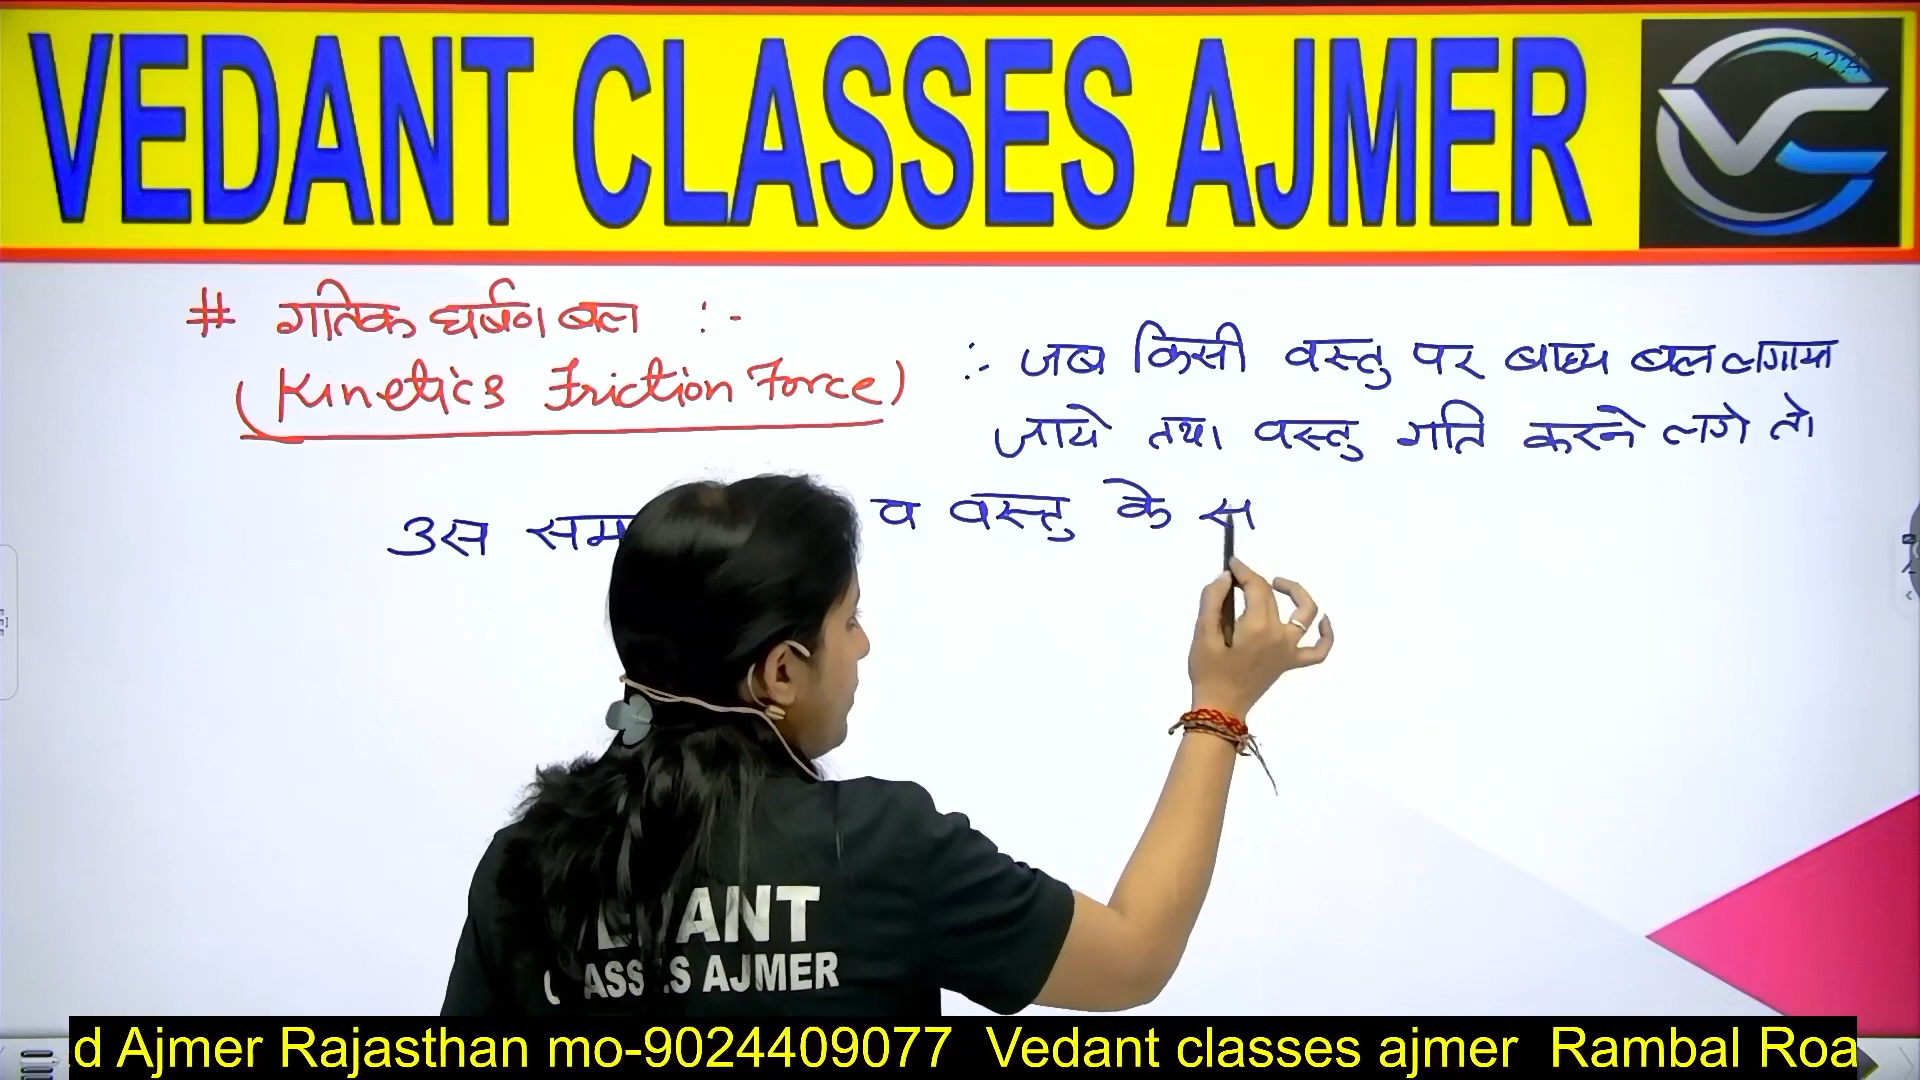 VEDANT CLASSES AJMER
VC
# गतिक घर्षण बल :-
(Kinetics Friction Force)
:- जब किसी वस्तु पर बाह्य बल लगाया
जाये तथा वस्तु गति करने लगे तो
उस सम व वस्तु के स
VEDANT
CLASSES AJMER
d Ajmer Rajasthan mo-9024409077 Vedant classes ajmer Rambal Roa